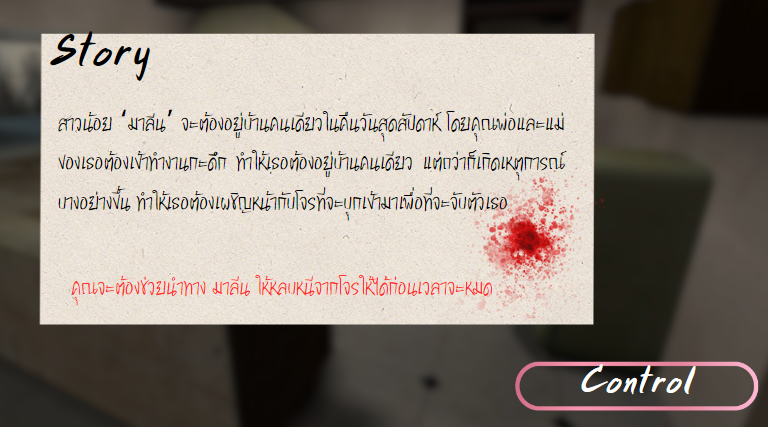 Story
สาวน้อย 'มาลีน' จะต้องอยู่บ้านคนเดียวในคืนวันสุดสัปดาห์ โดยคุณพ่อและแม่
ของเธอต้องเข้าทำงานกะดึก ทำให้เธอต้องอยู่บ้านคนเดียว แต่ทว่าก็เกิดเหตุการณ์
บางอย่างขึ้น ทำให้เธอต้องเผชิญหน้ากับโจรที่จะบุกเข้ามาเพื่อที่จะจับตัวเธอ
คุณจะต้องช่วยนำทาง มาลีน ให้หลบหนีจากโจรให้ได้ก่อนเวลาจะหมด
Control